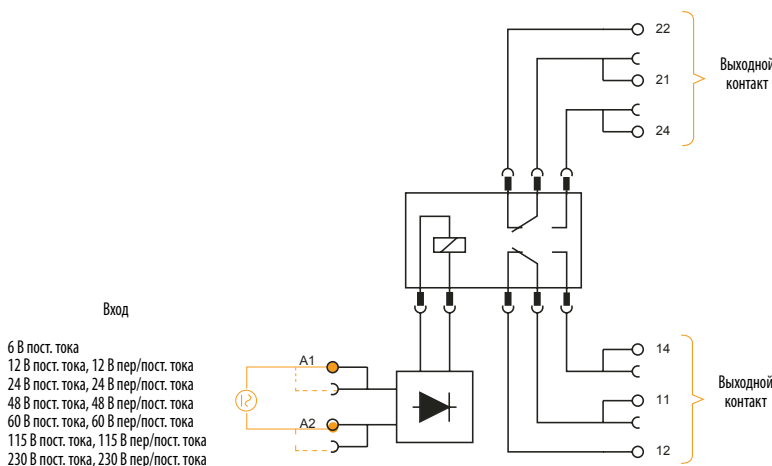 22
21
24
Выходной
контакт
Вход
6 В пост. тока
12 В пост. тока, 12 В пер/пост. тока
24 В пост. тока, 24 В пер/пост. тока
48 В пост. тока, 48 В пер/пост. тока
60 В пост. тока, 60 В пер/пост. тока
115 В пост. тока, 115 В пер/пост. тока
230 В пост. тока, 230 В пер/пост. тока
A1
A2
14
11
12
Выходной
контакт